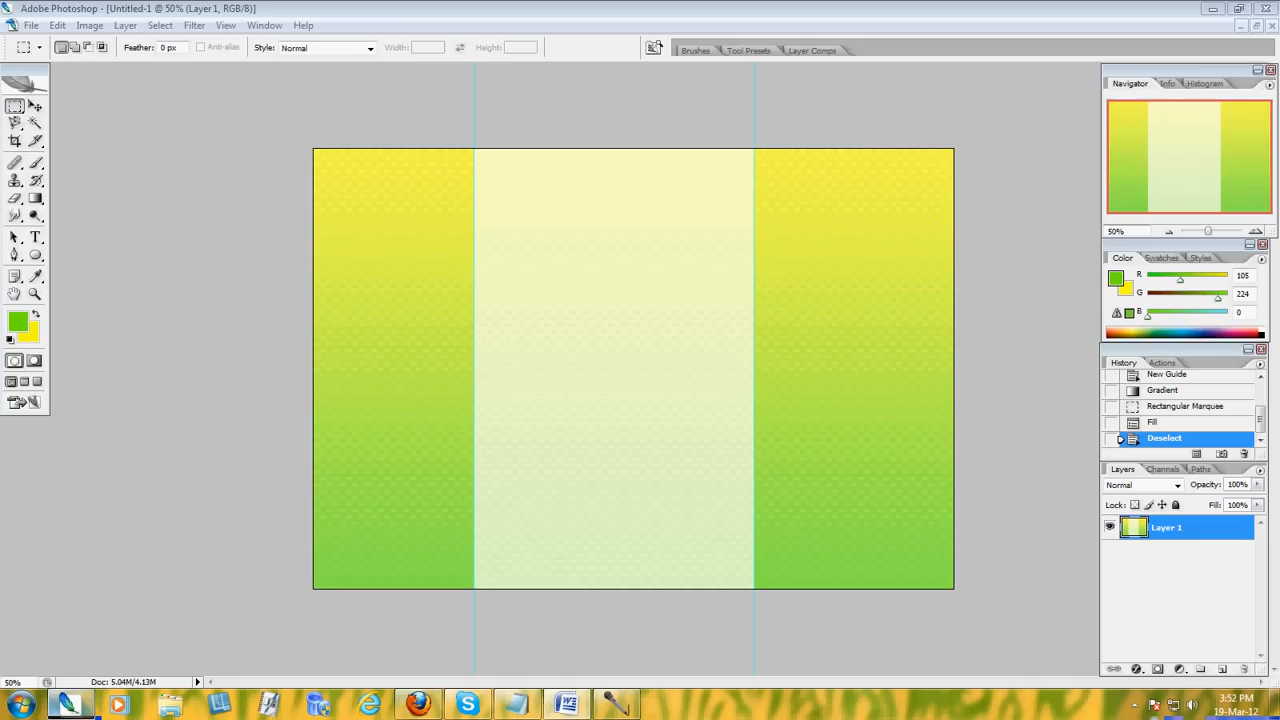 Adobe Photoshop - [Untitled-1 @ 50% (Layer 1, RGB/8)]
File Edit Image Layer Select Filter View Window Help
Feather: 0 px Anti-alias Style: Normal Width: Height: Brushes Tool Presets Layer Comps
Navigator Info Histogram
50%
Color Swatches Styles
R 105
G 224
B 0
History Actions
New Guide
Gradient
Rectangular Marquee
Fill
Deselect
Layers Channels Paths
Normal Opacity: 100%
Lock: Fill: 100%
Layer 1
50% Doc: 5.04M/4.13M
3:52 PM
19-Mar-12